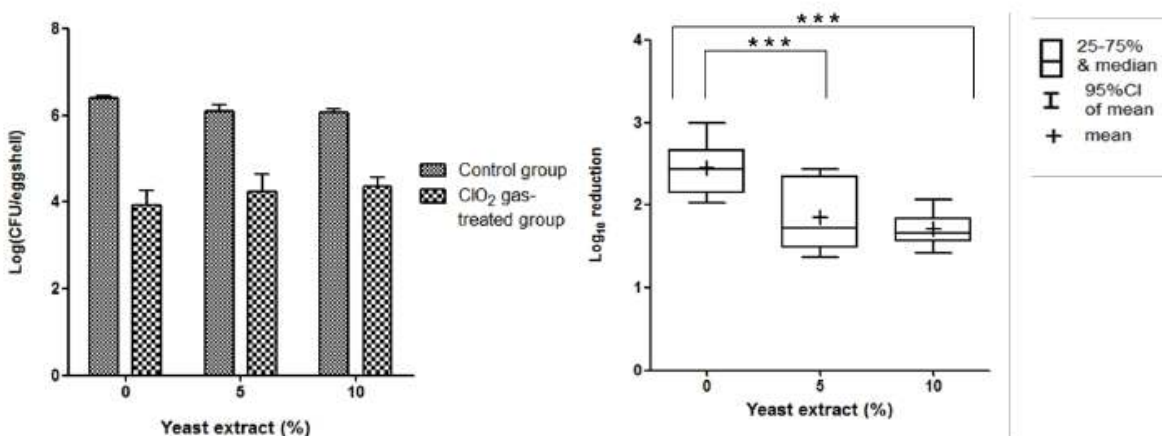 8
6
4
2
0
Log(CFU/eggshell)
0 5 10
Yeast extract (%)
Control group
ClO₂ gas-
treated group
4
3
2
1
0
Log₁₀ reduction
***
***
0 5 10
Yeast extract (%)
25-75%
& median
95%CI
of mean
mean